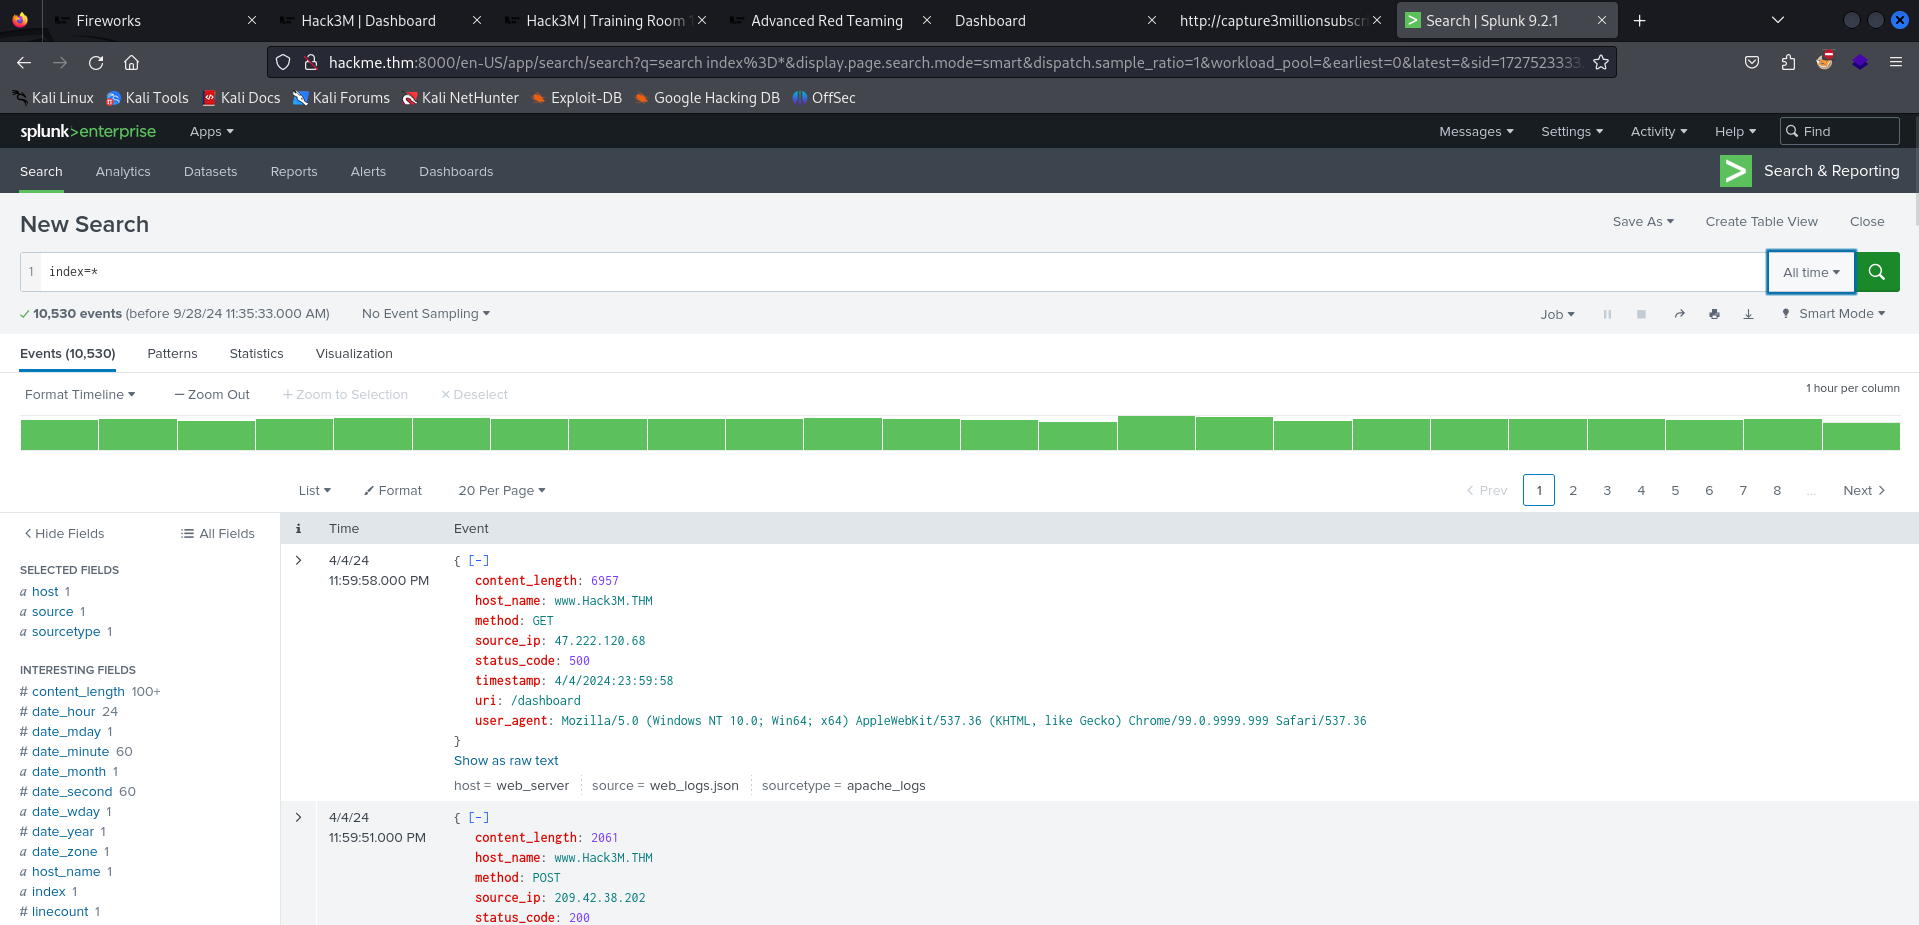 Fireworks
Hack3M | Dashboard
Hack3M | Training Room 1
Advanced Red Teaming
Dashboard
http://capture3millionsubscri
Search | Splunk 9.2.1
hackme.thm:8000/en-US/app/search/search?q=search index%3D*&display.page.search.mode=smart&dispatch.sample_ratio=1&workload_pool=&earliest=0&latest=&sid=1727523333.
Kali Linux Kali Tools Kali Docs Kali Forums Kali NetHunter Exploit-DB Google Hacking DB OffSec
splunk>enterprise Apps Messages Settings Activity Help Find
Search Analytics Datasets Reports Alerts Dashboards Search & Reporting
New Search Save As Create Table View Close
1 index=* All time
10,530 events (before 9/28/24 11:35:33.000 AM) No Event Sampling Job Smart Mode
Events (10,530) Patterns Statistics Visualization
Format Timeline — Zoom Out + Zoom to Selection × Deselect 1 hour per column
List Format 20 Per Page < Prev 1 2 3 4 5 6 7 8 ... Next >
< Hide Fields All Fields
SELECTED FIELDS
a host 1
a source 1
a sourcetype 1
INTERESTING FIELDS
# content_length 100+
# date_hour 24
# date_mday 1
# date_minute 60
a date_month 1
# date_second 60
a date_wday 1
# date_year 1
a date_zone 1
a host_name 1
a index 1
# linecount 1
i Time Event
4/4/24
11:59:58.000 PM
{ [-]
content_length: 6957
host_name: www.Hack3M.THM
method: GET
source_ip: 47.222.120.68
status_code: 500
timestamp: 4/4/2024:23:59:58
uri: /dashboard
user_agent: Mozilla/5.0 (Windows NT 10.0; Win64; x64) AppleWebKit/537.36 (KHTML, like Gecko) Chrome/99.0.9999.999 Safari/537.36
}
Show as raw text
host = web_server source = web_logs.json sourcetype = apache_logs
4/4/24
11:59:51.000 PM
{ [-]
content_length: 2061
host_name: www.Hack3M.THM
method: POST
source_ip: 209.42.38.202
status_code: 200